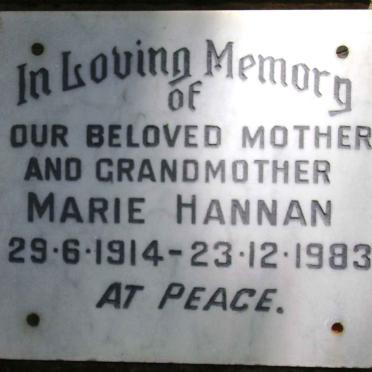 In Loving Memory
of
OUR BELOVED MOTHER
AND GRANDMOTHER
MARIE HANNAN
29·6·1914-23·12·1983
AT PEACE.